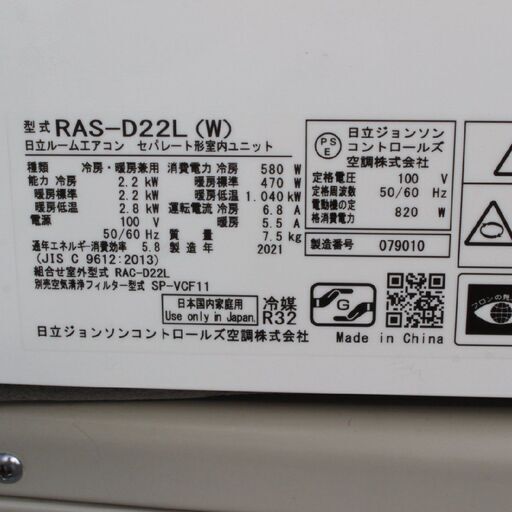 型式 RAS-D22L(W)
日立ルームエアコン セパレート形室内ユニット
種類 冷房・暖房兼用 消費電力 冷房 580 W
能力 冷房 2.2 kW 暖房標準 470 W
暖房標準 2.2 kW 暖房低温 1.040 kW
暖房低温 2.8 kW 運転電流 冷房 6.8 A
電源 100 V 暖房 5.5 A
50/60 Hz 質量 7.5 kg
通年エネルギー消費効率 5.8 製造年 2021
(JIS C 9612:2013)
組合せ室外型式 RAC-D22L
別売空気清浄フィルター型式 SP-VCF11
日本国内家庭用
Use only in Japan.
冷媒
R32
G
日立ジョンソンコントロールズ空調株式会社
PS
E
日立ジョンソン
コントロールズ
空調株式会社
定格電圧 100 V
定格周波数 50/60 Hz
電動機の定
格消費電力 820 W
製造番号 079010
Made in China
フロンの見